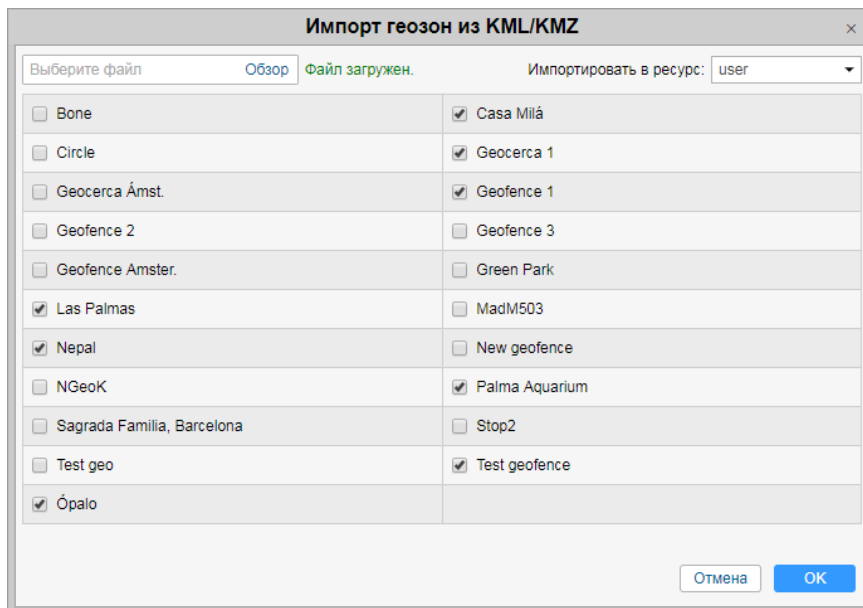 Импорт геозон из KML/KMZ ×
Выберите файл Обзор Файл загружен. Импортировать в ресурс: user
Bone Casa Milá
Circle Geocerca 1
Geocerca Ámst. Geofence 1
Geofence 2 Geofence 3
Geofence Amster. Green Park
Las Palmas MadM503
Nepal New geofence
NGeoK Palma Aquarium
Sagrada Familia, Barcelona Stop2
Test geo Test geofence
Ópalo
Отмена OK